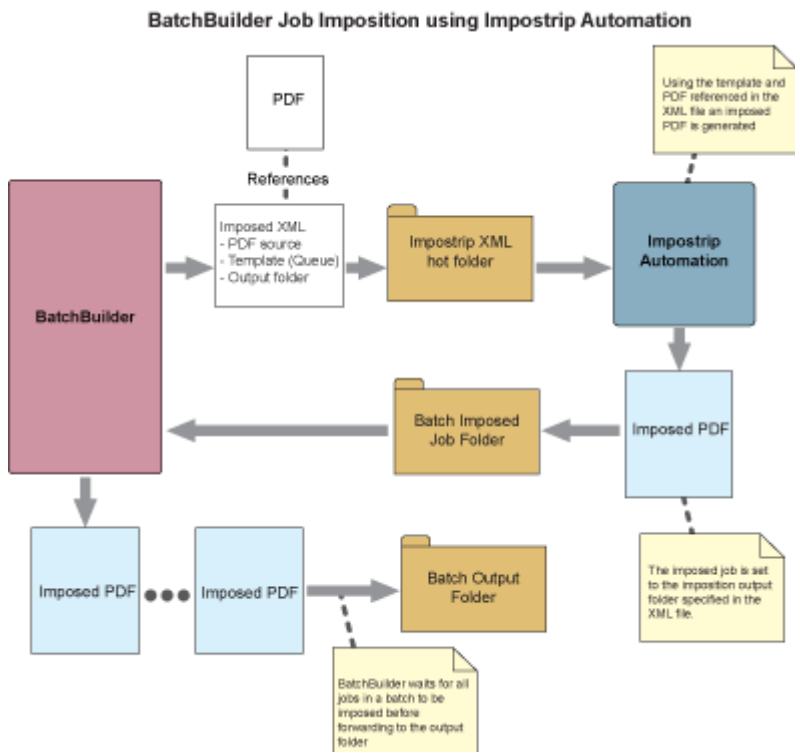 BatchBuilder Job Imposition using Impostrip Automation
PDF
Using the template and
PDF referenced in the
XML file an imposed
PDF is generated
References
Imposed XML
- PDF source
- Template (Queue)
- Output folder
Impostrip XML
hot folder
Impostrip
Automation
BatchBuilder
Batch Imposed
Job Folder
Imposed PDF
Imposed PDF
Imposed PDF
Batch Output
Folder
The imposed job is set
to the imposition output
folder specified in the
XML file.
BatchBuilder waits for all
jobs in a batch to be
imposed before
forwarding to the output
folder